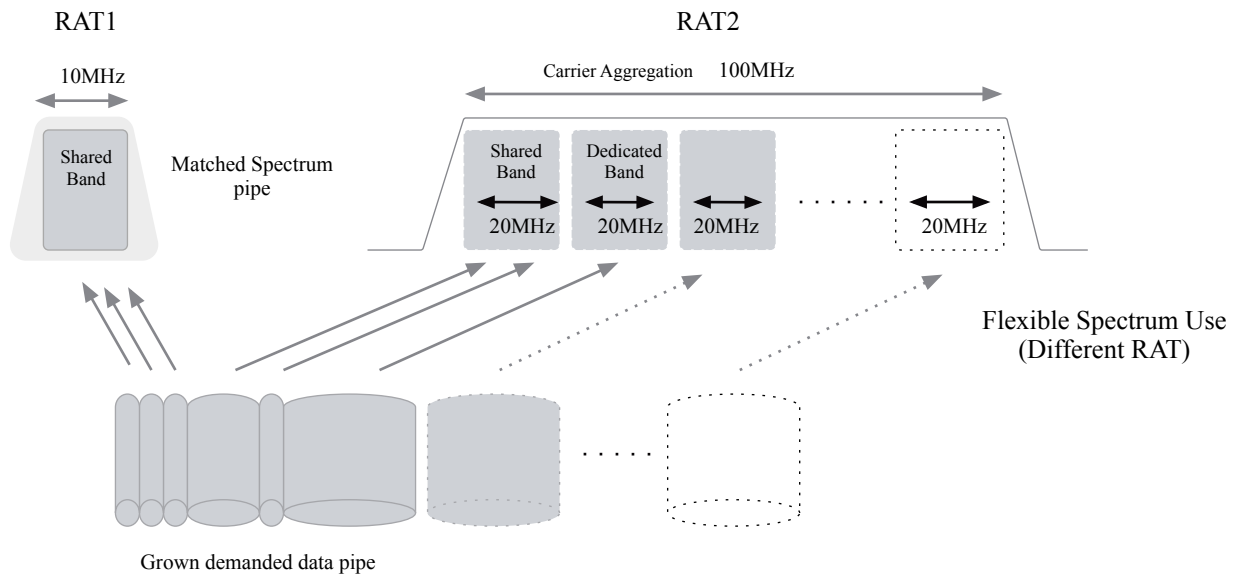 RAT1
RAT2
10MHz
Carrier Aggregation 100MHz
Shared
Band
Matched Spectrum
pipe
Shared
Band
Dedicated
Band
20MHz
20MHz
20MHz
20MHz
Flexible Spectrum Use
(Different RAT)
Grown demanded data pipe